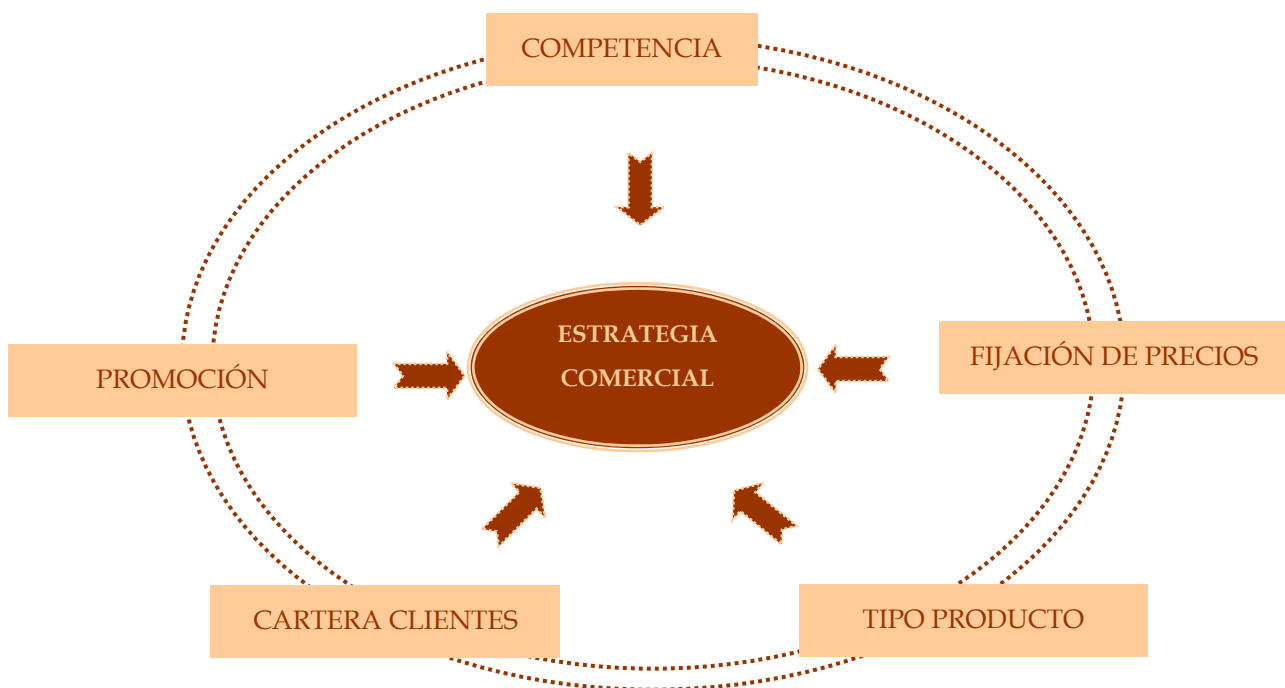 COMPETENCIA
ESTRATEGIA
COMERCIAL
FIJACIÓN DE PRECIOS
PROMOCIÓN
CARTERA CLIENTES
TIPO PRODUCTO